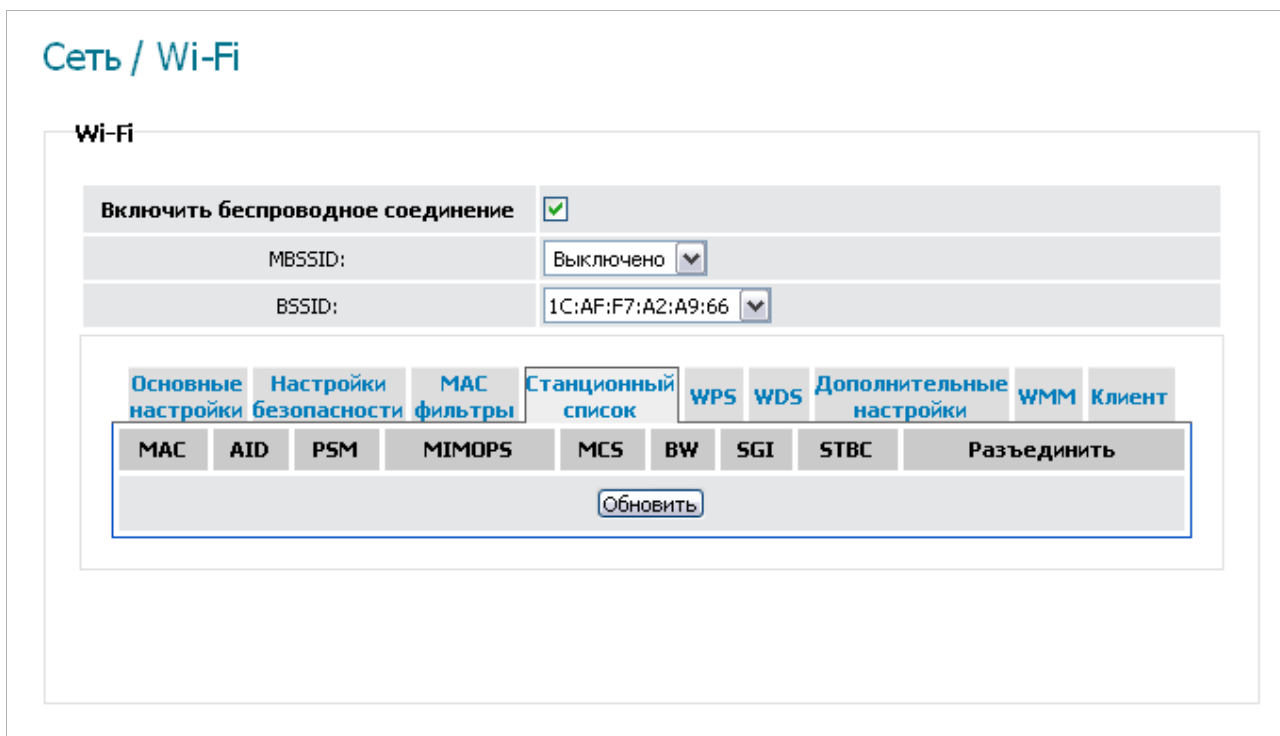 Сеть / Wi-Fi
Wi-Fi
Включить беспроводное соединение
MBSSID: Выключено
BSSID: 1C:AF:F7:A2:A9:66
Основные настройки Настройки безопасности MAC фильтры Станционный список WPS WDS Дополнительные настройки WMM Клиент
MAC AID PSM MIMOPS MCS BW SGI STBC Разъединить
Обновить